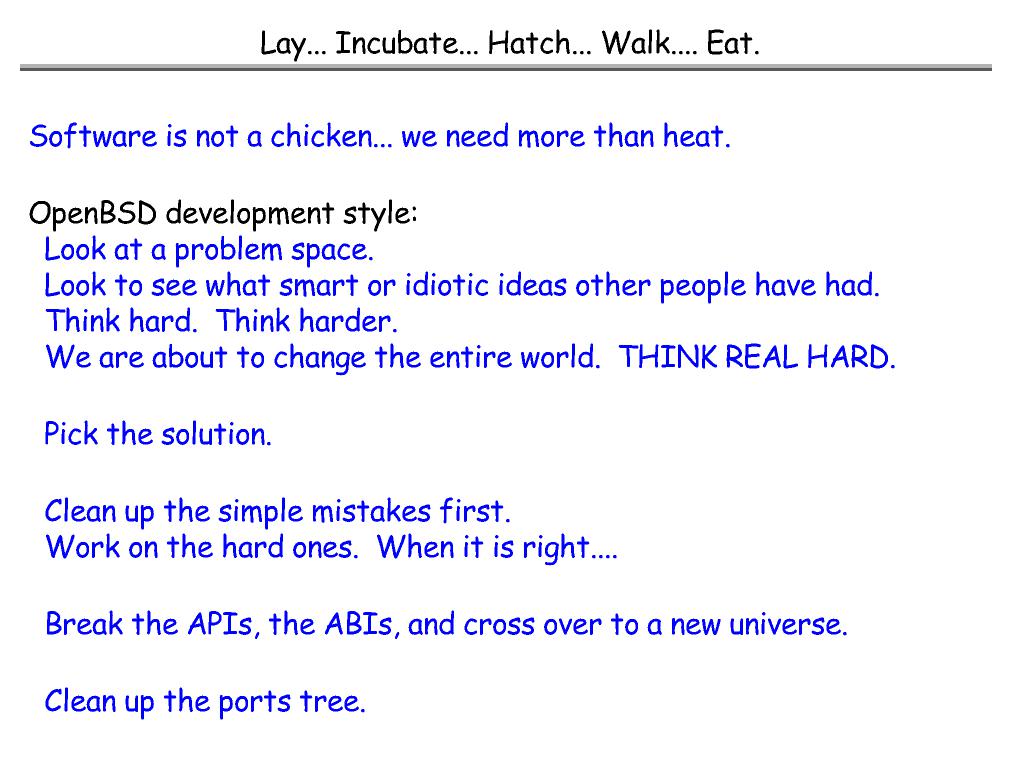 Lay... Incubate... Hatch... Walk.... Eat.
Software is not a chicken... we need more than heat.
OpenBSD development style:
Look at a problem space.
Look to see what smart or idiotic ideas other people have had.
Think hard.  Think harder.
We are about to change the entire world.  THINK REAL HARD.
Pick the solution.
Clean up the simple mistakes first.
Work on the hard ones.  When it is right....
Break the APIs, the ABIs, and cross over to a new universe.
Clean up the ports tree.